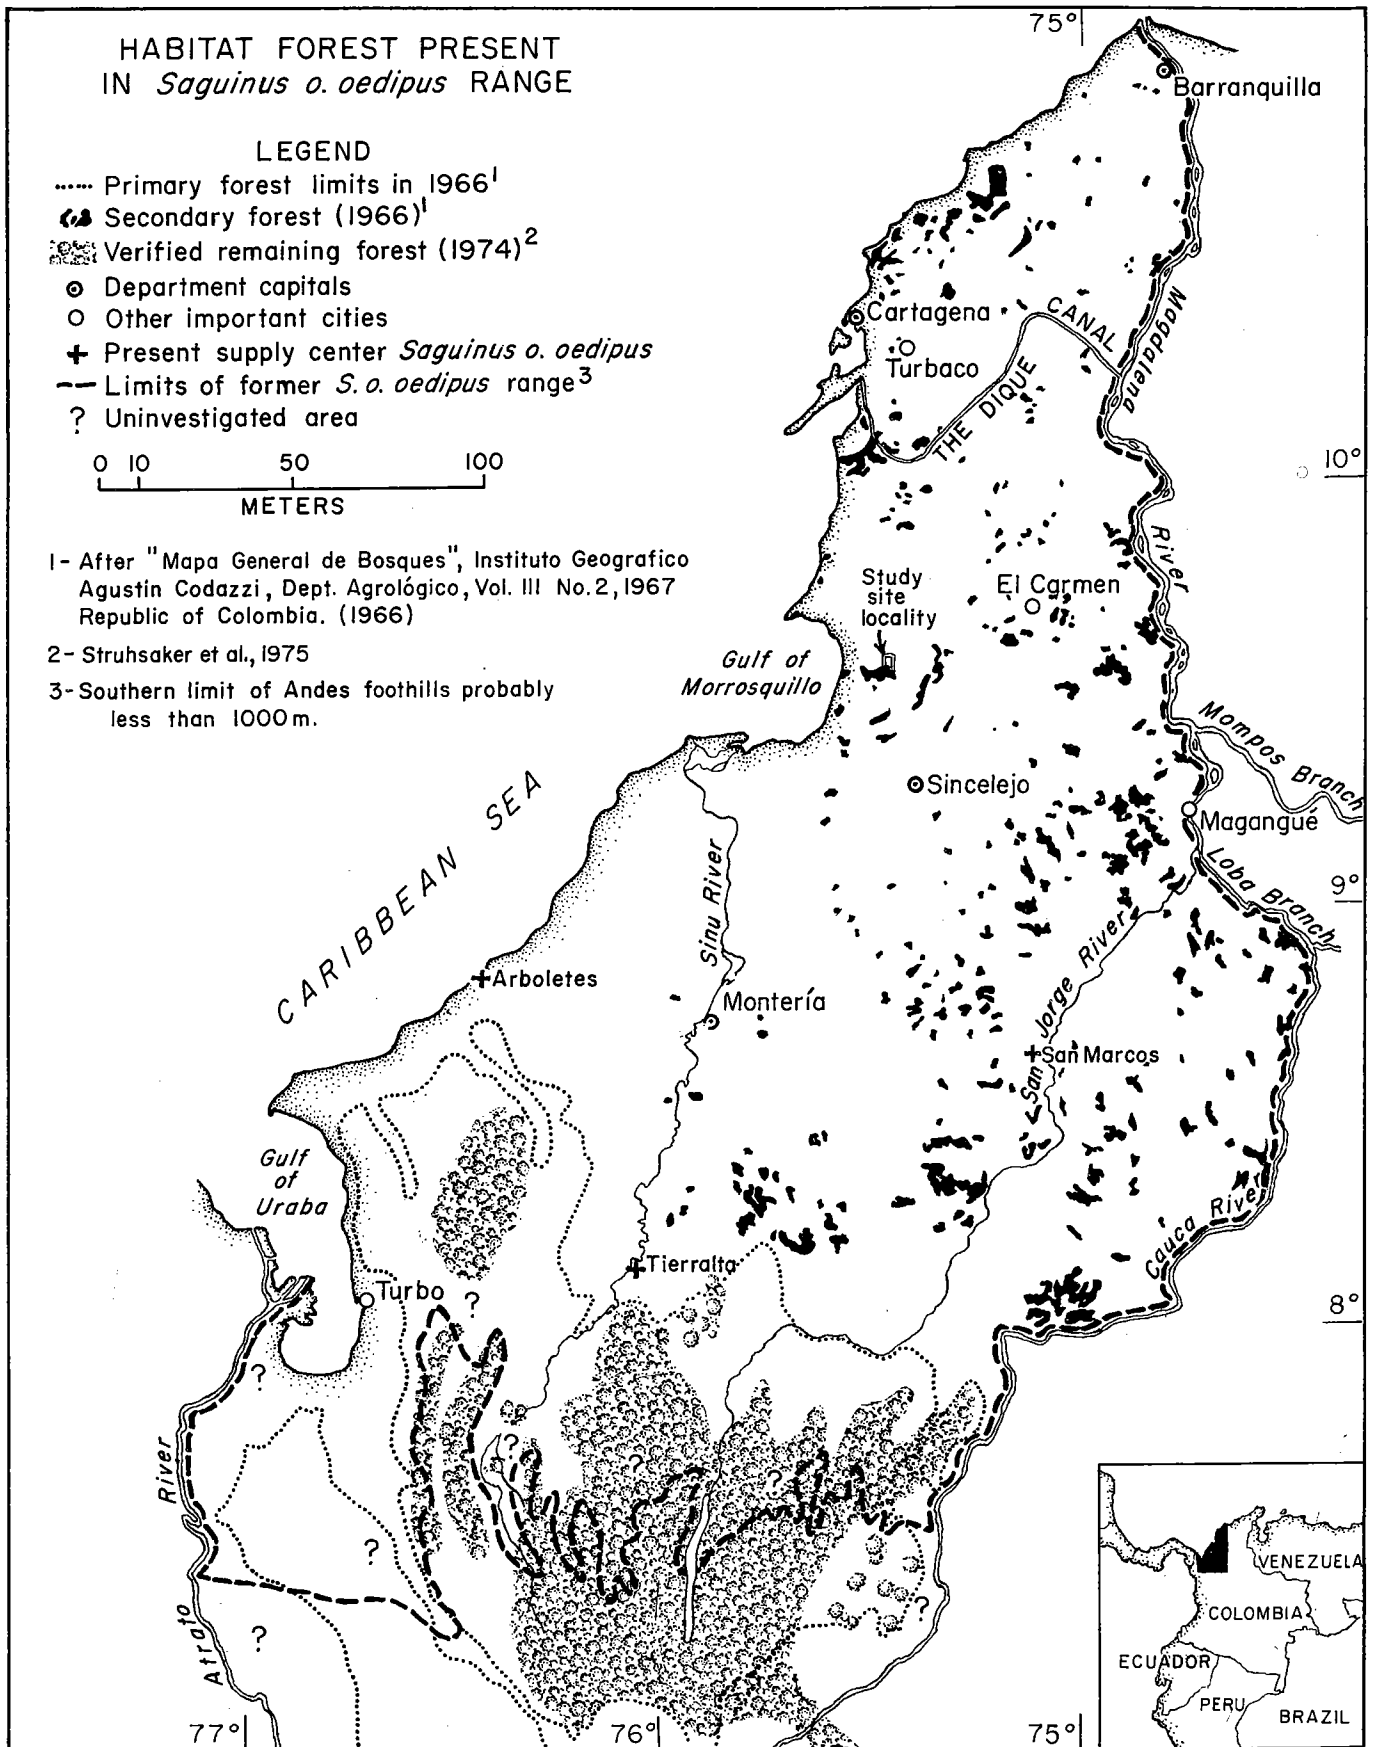 HABITAT FOREST PRESENT
IN Saguinus o. oedipus RANGE
LEGEND
Primary forest limits in 1966¹
Secondary forest (1966)¹
Verified remaining forest (1974)²
Department capitals
Other important cities
Present supply center Saguinus o. oedipus
Limits of former S. o. oedipus range³
? Uninvestigated area
0 10 50 100
METERS
1- After "Mapa General de Bosques", Instituto Geografico
Agustin Codazzi, Dept. Agrológico, Vol. III No. 2, 1967
Republic of Colombia. (1966)
2- Struhsaker et al., 1975
3- Southern limit of Andes foothills probably
less than 1000 m.
75°
Barranquilla
Cartagena
Turbaco
THE DIQUE CANAL
Magdalena
River
10°
Study
site
locality
El Carmen
Gulf of
Morrosquillo
Mompos Branch
Sincelejo
Magangué
Loba Branch
9°
CARIBBEAN SEA
Sinu River
San Jorge River
Arboletes
Montería
San Marcos
Gulf
of
Uraba
Cauca River
Tierralta
Turbo
?
8°
?
?
?
?
?
?
?
Atrato River
77°
76°
75°
VENEZUELA
COLOMBIA
ECUADOR
PERU
BRAZIL